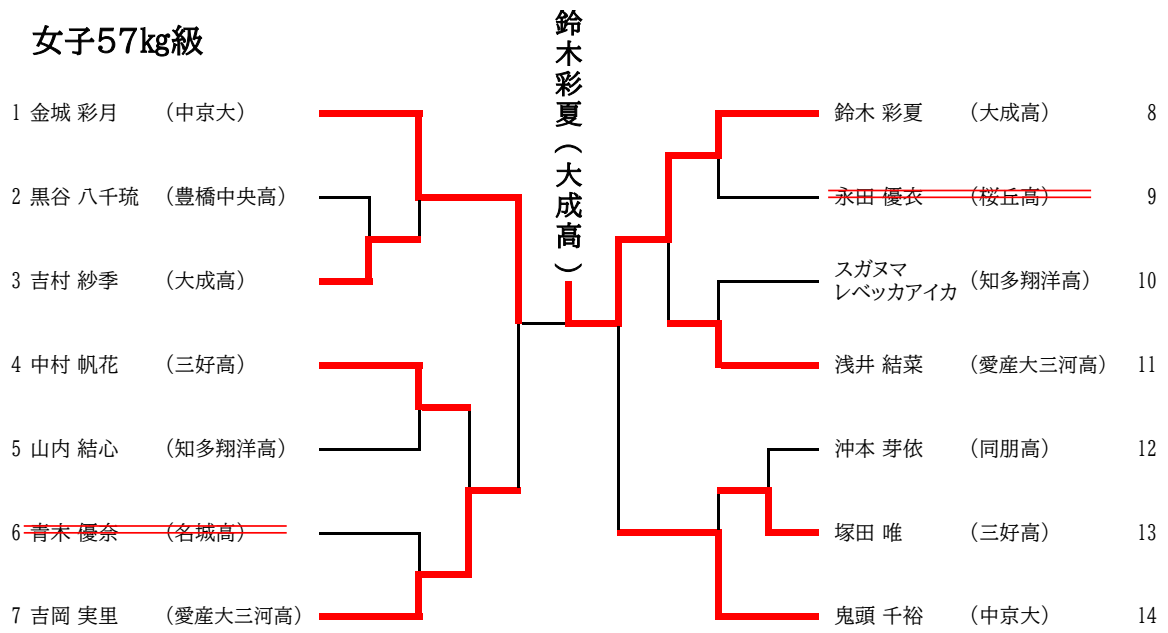 女子57kg級
鈴木彩夏（大成高）
1 金城 彩月 （中京大）
2 黒谷 八千琉 （豊橋中央高）
3 吉村 紗季 （大成高）
4 中村 帆花 （三好高）
5 山内 結心 （知多翔洋高）
6 青木 優奈 （名城高）
7 吉岡 実里 （愛産大三河高）
鈴木 彩夏 （大成高） 8
永田 優衣 （桜丘高） 9
スガヌマ
レベッカアイカ （知多翔洋高） 10
浅井 結菜 （愛産大三河高） 11
沖本 芽依 （同朋高） 12
塚田 唯 （三好高） 13
鬼頭 千裕 （中京大） 14